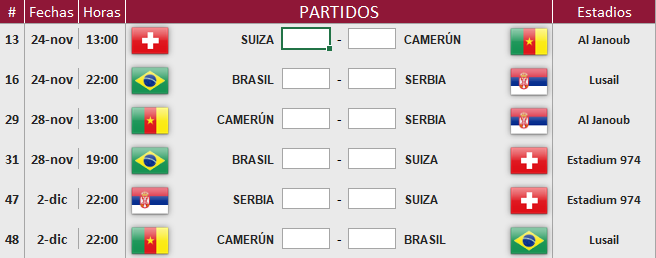 # Fechas Horas PARTIDOS Estadios
13 24-nov 13:00 SUIZA - CAMERÚN Al Janoub
16 24-nov 22:00 BRASIL - SERBIA Lusail
29 28-nov 13:00 CAMERÚN - SERBIA Al Janoub
31 28-nov 19:00 BRASIL - SUIZA Estadium 974
47 2-dic 22:00 SERBIA - SUIZA Estadium 974
48 2-dic 22:00 CAMERÚN - BRASIL Lusail